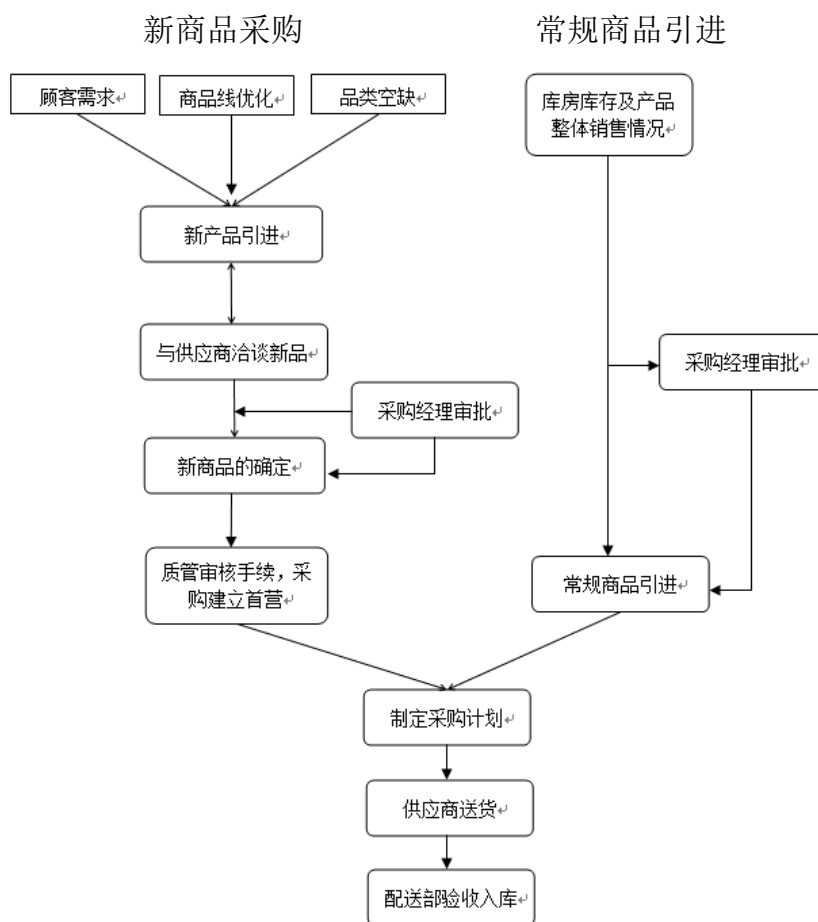 新商品采购
常规商品引进
顾客需求
商品线优化
品类空缺
库房库存及产品
整体销售情况
新产品引进
与供应商洽谈新品
采购经理审批
采购经理审批
新商品的确定
质管审核手续，采
购建立首营
常规商品引进
制定采购计划
供应商送货
配送部验收入库